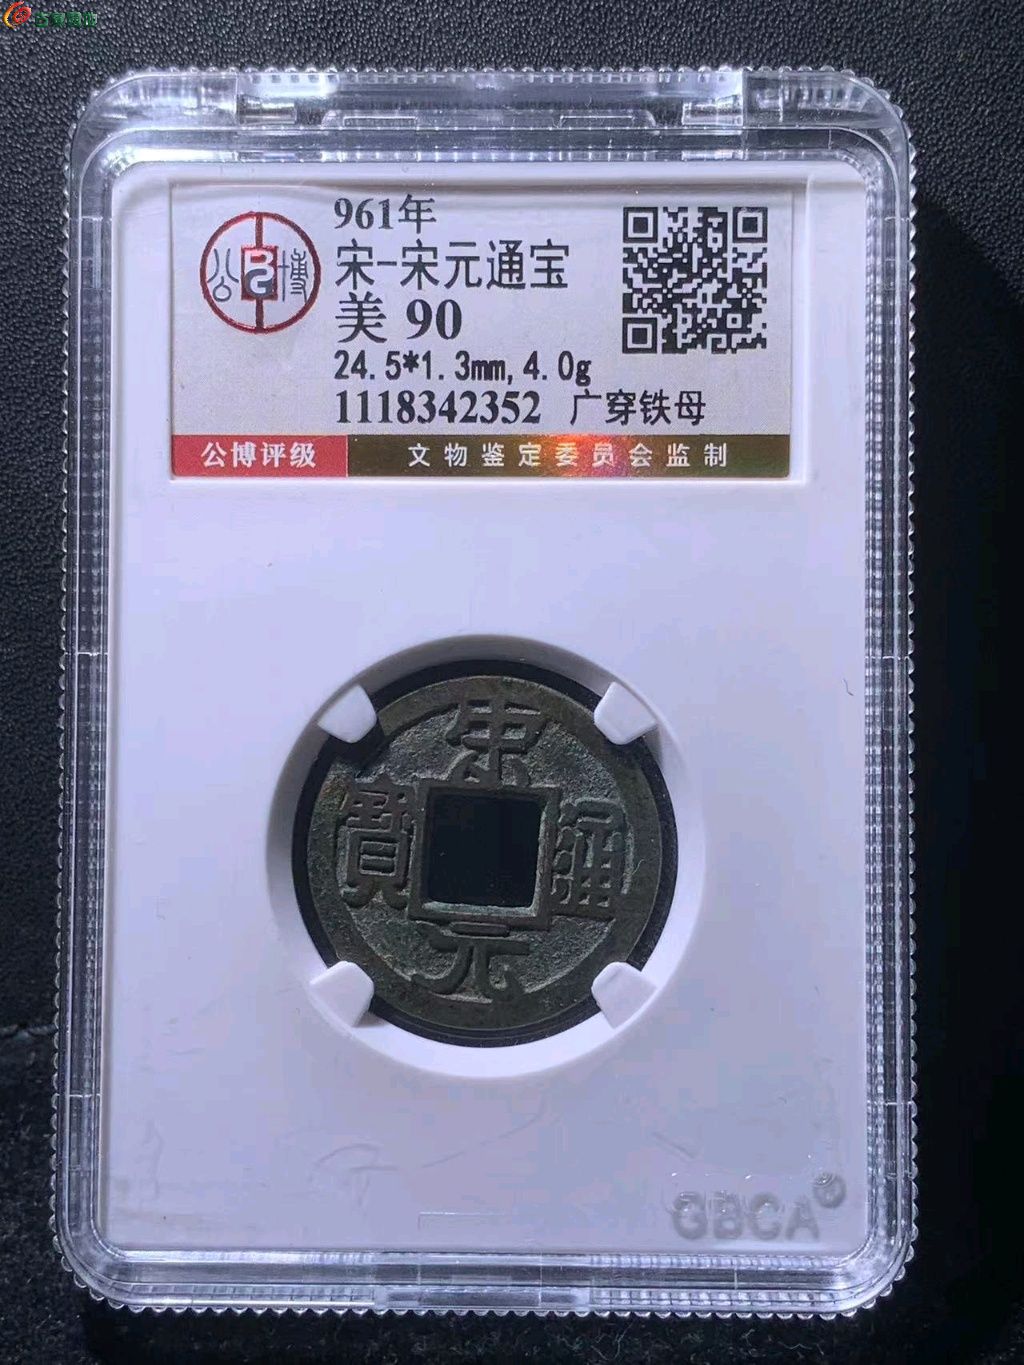 961年
宋-宋元通宝
美 90
24.5*1.3mm,4.0g
1118342352 广穿铁母
公博
公博评级 文物鉴定委员会监制
宋
寶 通
元
GBCA